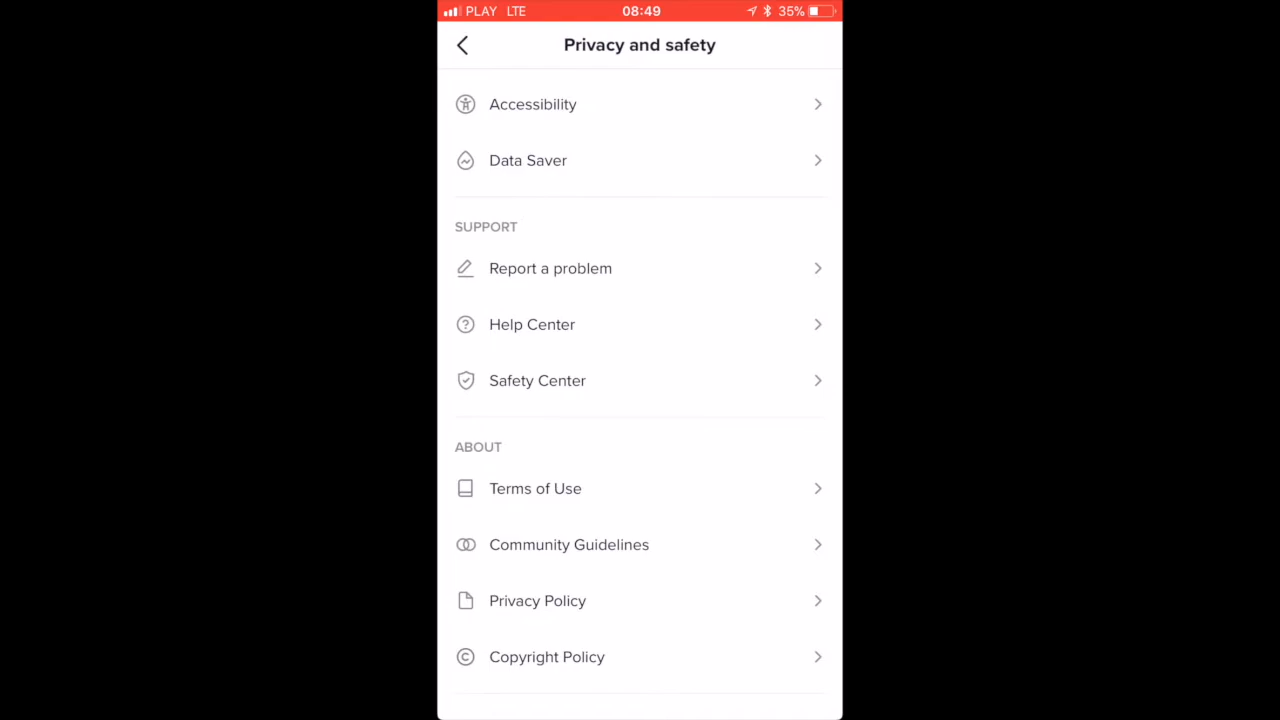 PLAY LTE 08:49 35%
Privacy and safety
Accessibility
Data Saver
SUPPORT
Report a problem
Help Center
Safety Center
ABOUT
Terms of Use
Community Guidelines
Privacy Policy
Copyright Policy